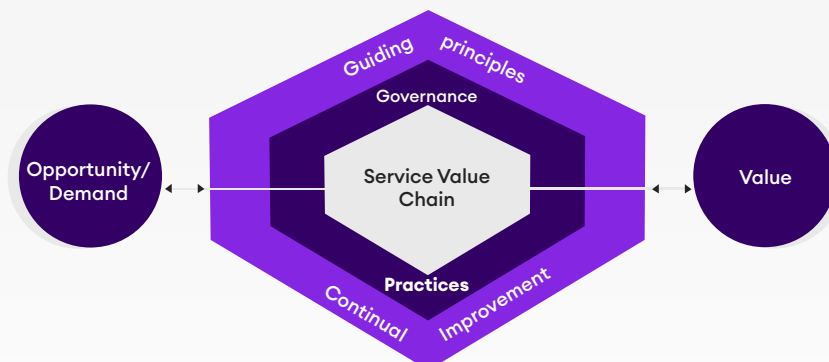 Guiding principles
Governance
Opportunity/
Demand
Service Value
Chain
Value
Practices
Continual Improvement